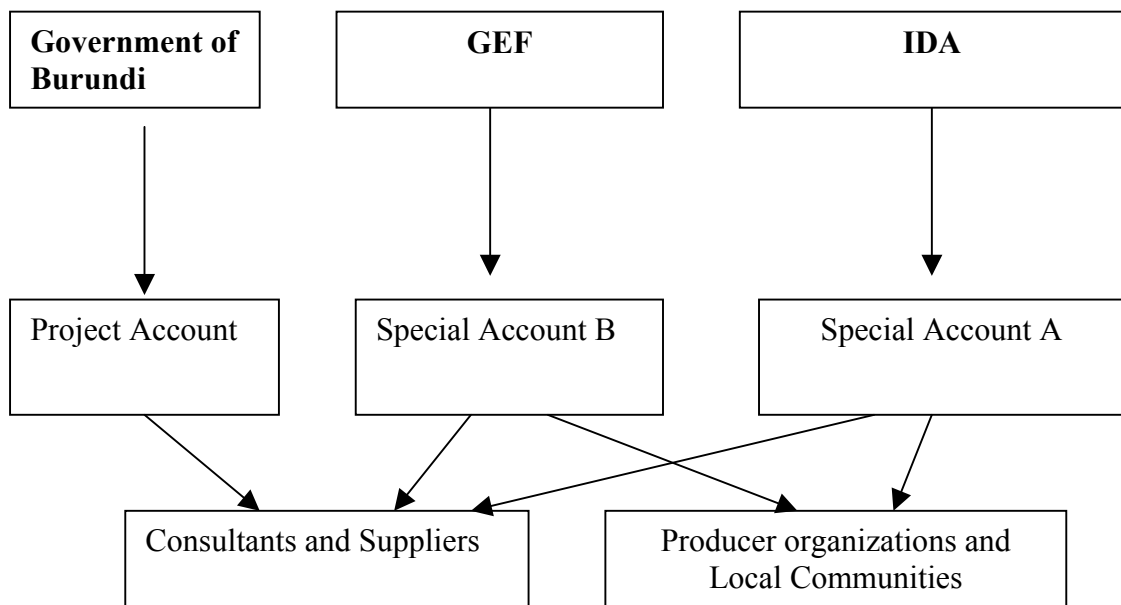 Government of
Burundi
GEF
IDA
Project Account
Special Account B
Special Account A
Consultants and Suppliers
Producer organizations and
Local Communities